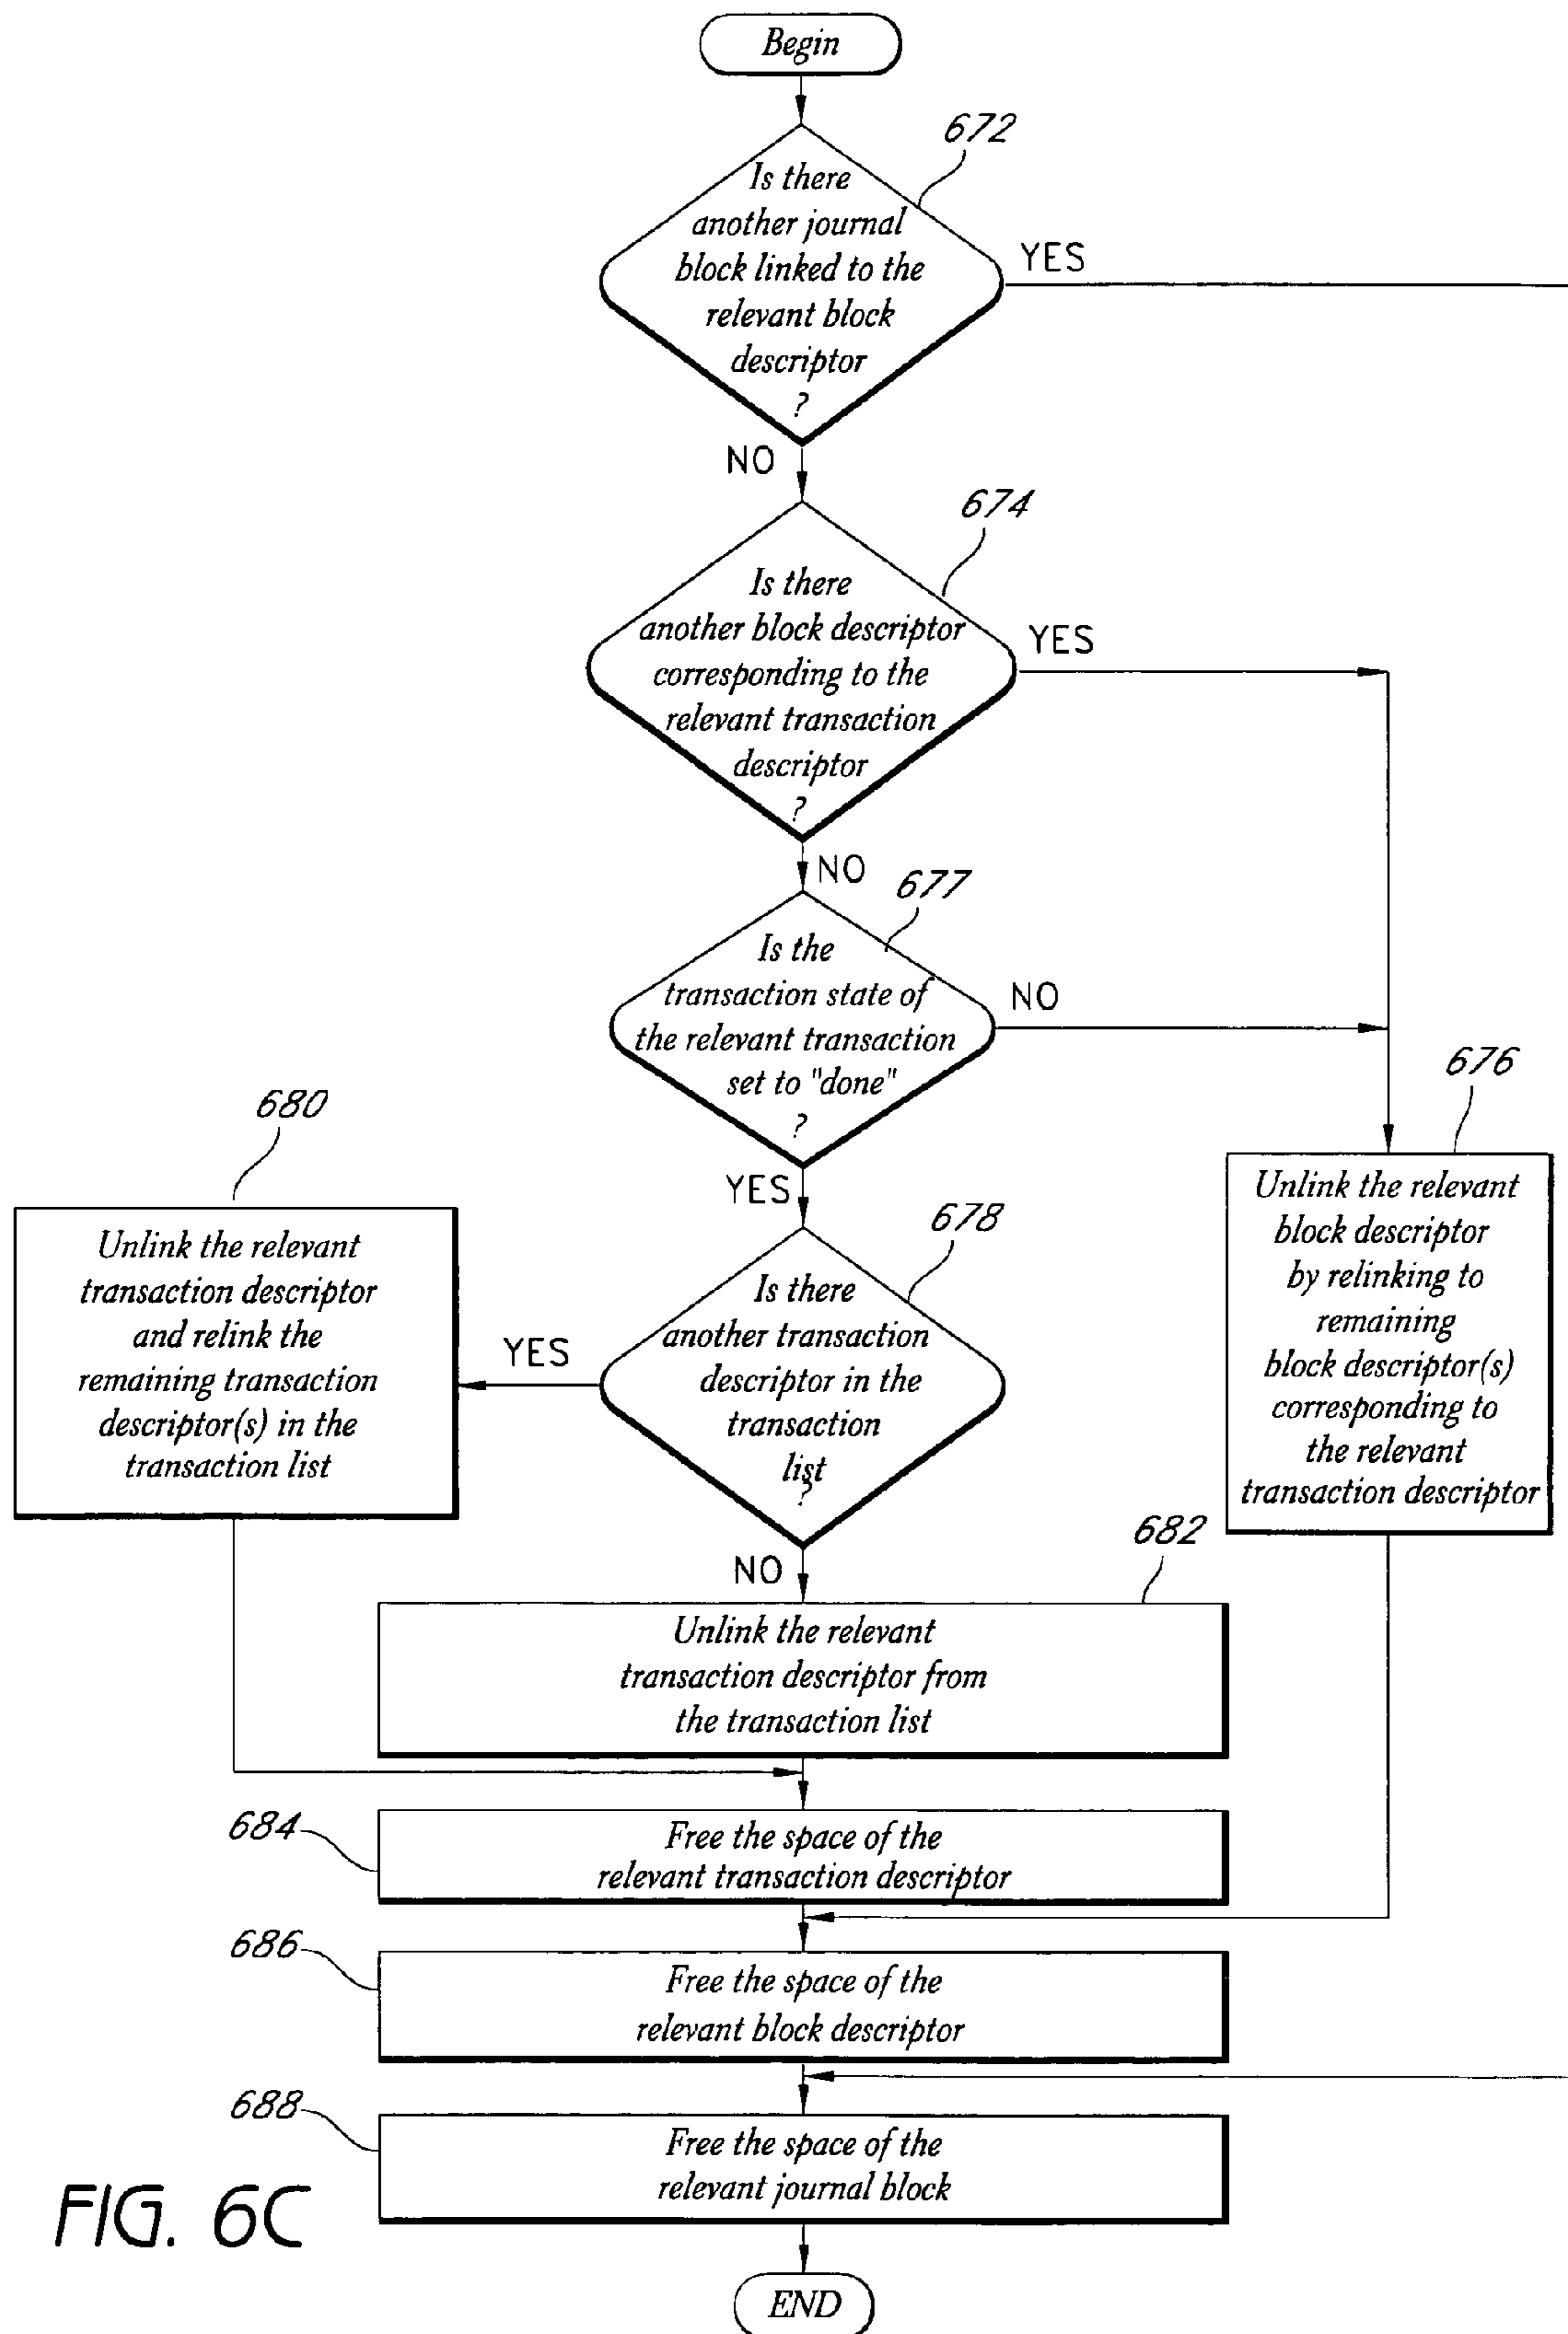 Begin
672
Is there
another journal
block linked to the
relevant block
descriptor
?
YES
NO
674
Is there
another block descriptor
corresponding to the
relevant transaction
descriptor
?
YES
NO
677
Is the
transaction state of
the relevant transaction
set to "done"
?
NO
YES
676
Unlink the relevant
block descriptor
by relinking to
remaining
block descriptor(s)
corresponding to
the relevant
transaction descriptor
680
Unlink the relevant
transaction descriptor
and relink the
remaining transaction
descriptor(s) in the
transaction list
678
Is there
another transaction
descriptor in the
transaction
list
?
YES
NO
682
Unlink the relevant
transaction descriptor from
the transaction list
684
Free the space of the
relevant transaction descriptor
686
Free the space of the
relevant block descriptor
688
Free the space of the
relevant journal block
FIG. 6C
END